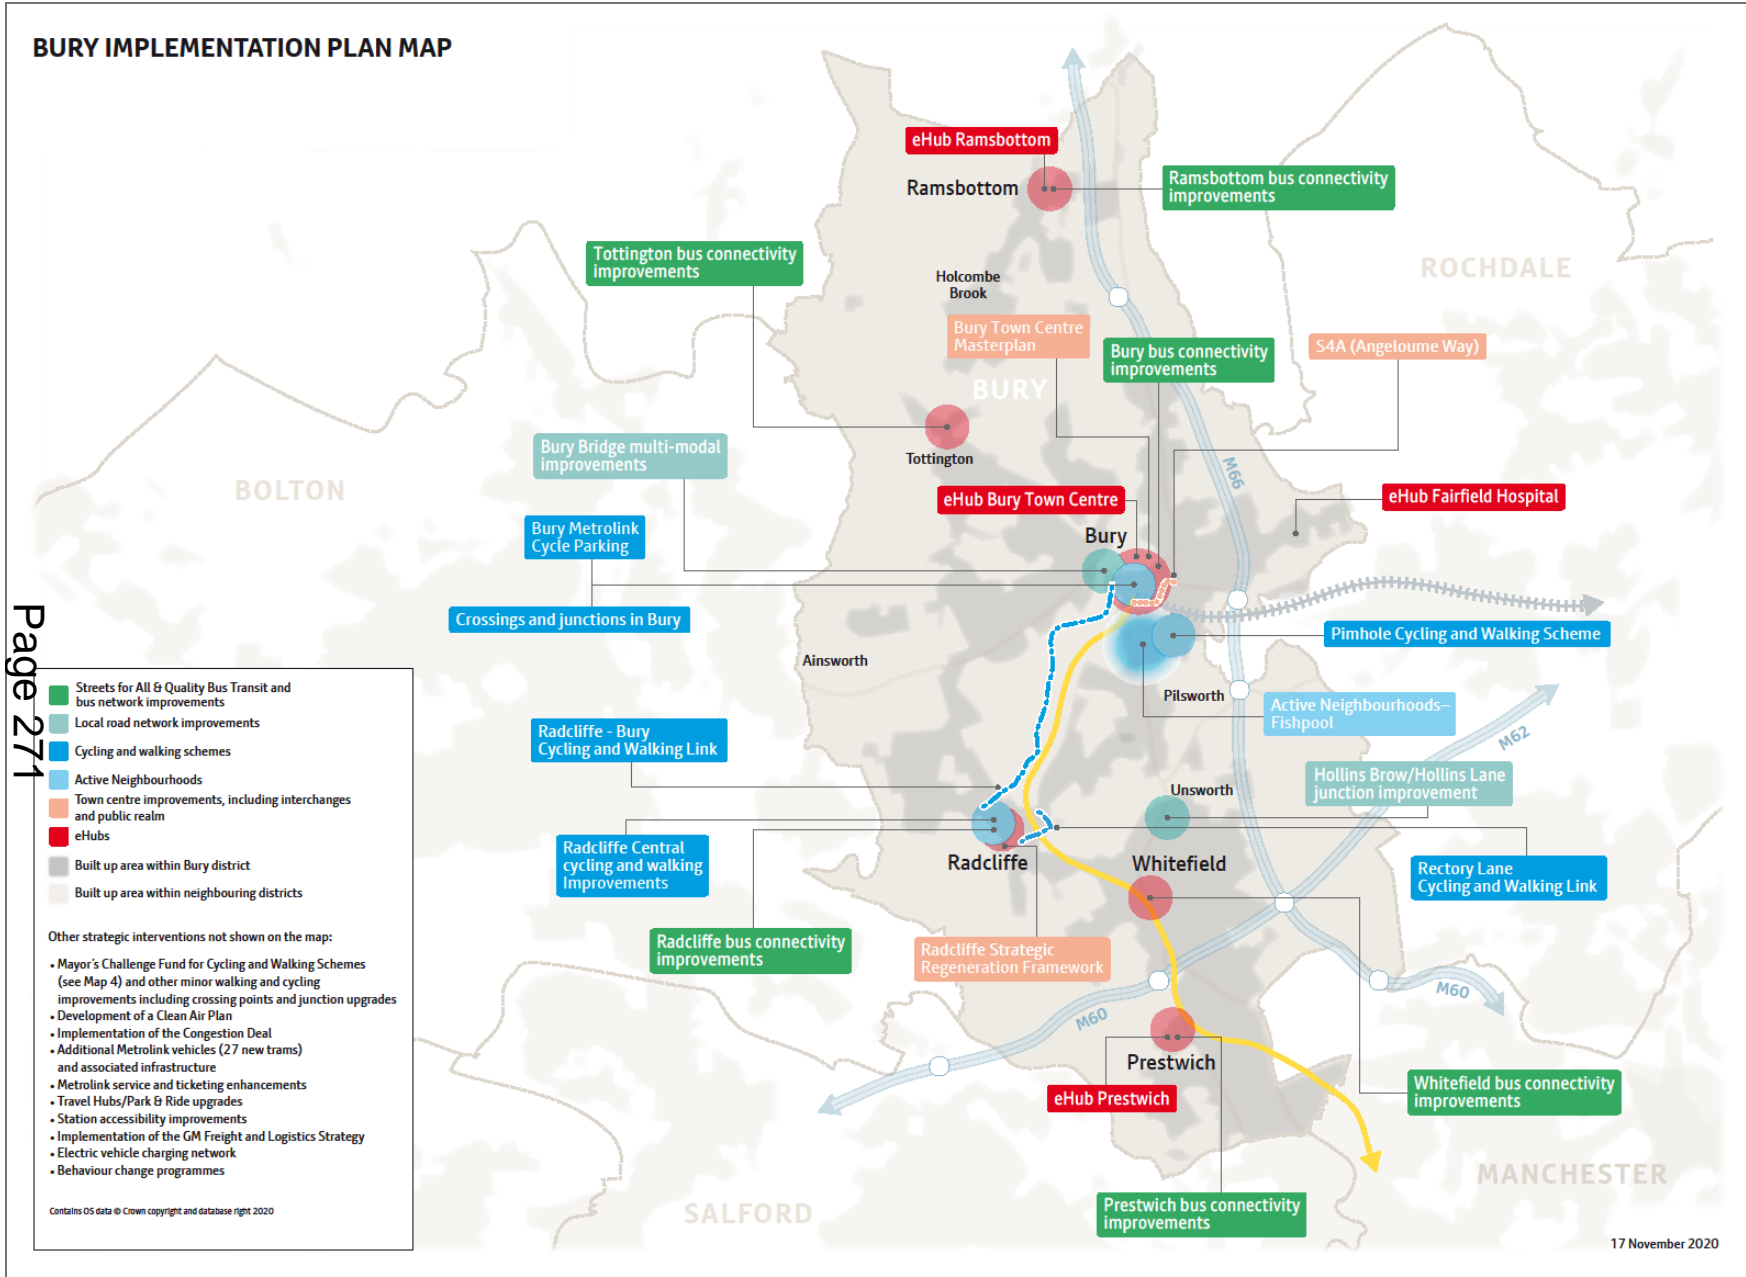 BURY IMPLEMENTATION PLAN MAP
eHub Ramsbottom
Ramsbottom
Ramsbottom bus connectivity
improvements
Tottington bus connectivity
improvements
Holcombe
Brook
ROCHDALE
Bury Town Centre
Masterplan
Bury bus connectivity
improvements
S4A (Angeloume Way)
BURY
Bury Bridge multi-modal
improvements
Tottington
M66
BOLTON
eHub Bury Town Centre
eHub Fairfield Hospital
Bury Metrolink
Cycle Parking
Bury
Crossings and junctions in Bury
Pimhole Cycling and Walking Scheme
Ainsworth
Pilsworth
Active Neighbourhoods–
Fishpool
Radcliffe - Bury
Cycling and Walking Link
M62
Hollins Brow/Hollins Lane
junction improvement
Unsworth
Radcliffe Central
cycling and walking
Improvements
Radcliffe
Whitefield
Rectory Lane
Cycling and Walking Link
Radcliffe bus connectivity
improvements
Radcliffe Strategic
Regeneration Framework
M60
M60
Prestwich
eHub Prestwich
Whitefield bus connectivity
improvements
MANCHESTER
SALFORD
Prestwich bus connectivity
improvements
17 November 2020
Page 271
Streets for All & Quality Bus Transit and
bus network improvements
Local road network improvements
Cycling and walking schemes
Active Neighbourhoods
Town centre improvements, including interchanges
and public realm
eHubs
Built up area within Bury district
Built up area within neighbouring districts
Other strategic interventions not shown on the map:
• Mayor's Challenge Fund for Cycling and Walking Schemes
(see Map 4) and other minor walking and cycling
improvements including crossing points and junction upgrades
• Development of a Clean Air Plan
• Implementation of the Congestion Deal
• Additional Metrolink vehicles (27 new trams)
and associated infrastructure
• Metrolink service and ticketing enhancements
• Travel Hubs/Park & Ride upgrades
• Station accessibility improvements
• Implementation of the GM Freight and Logistics Strategy
• Electric vehicle charging network
• Behaviour change programmes
Contains OS data © Crown copyright and database right 2020